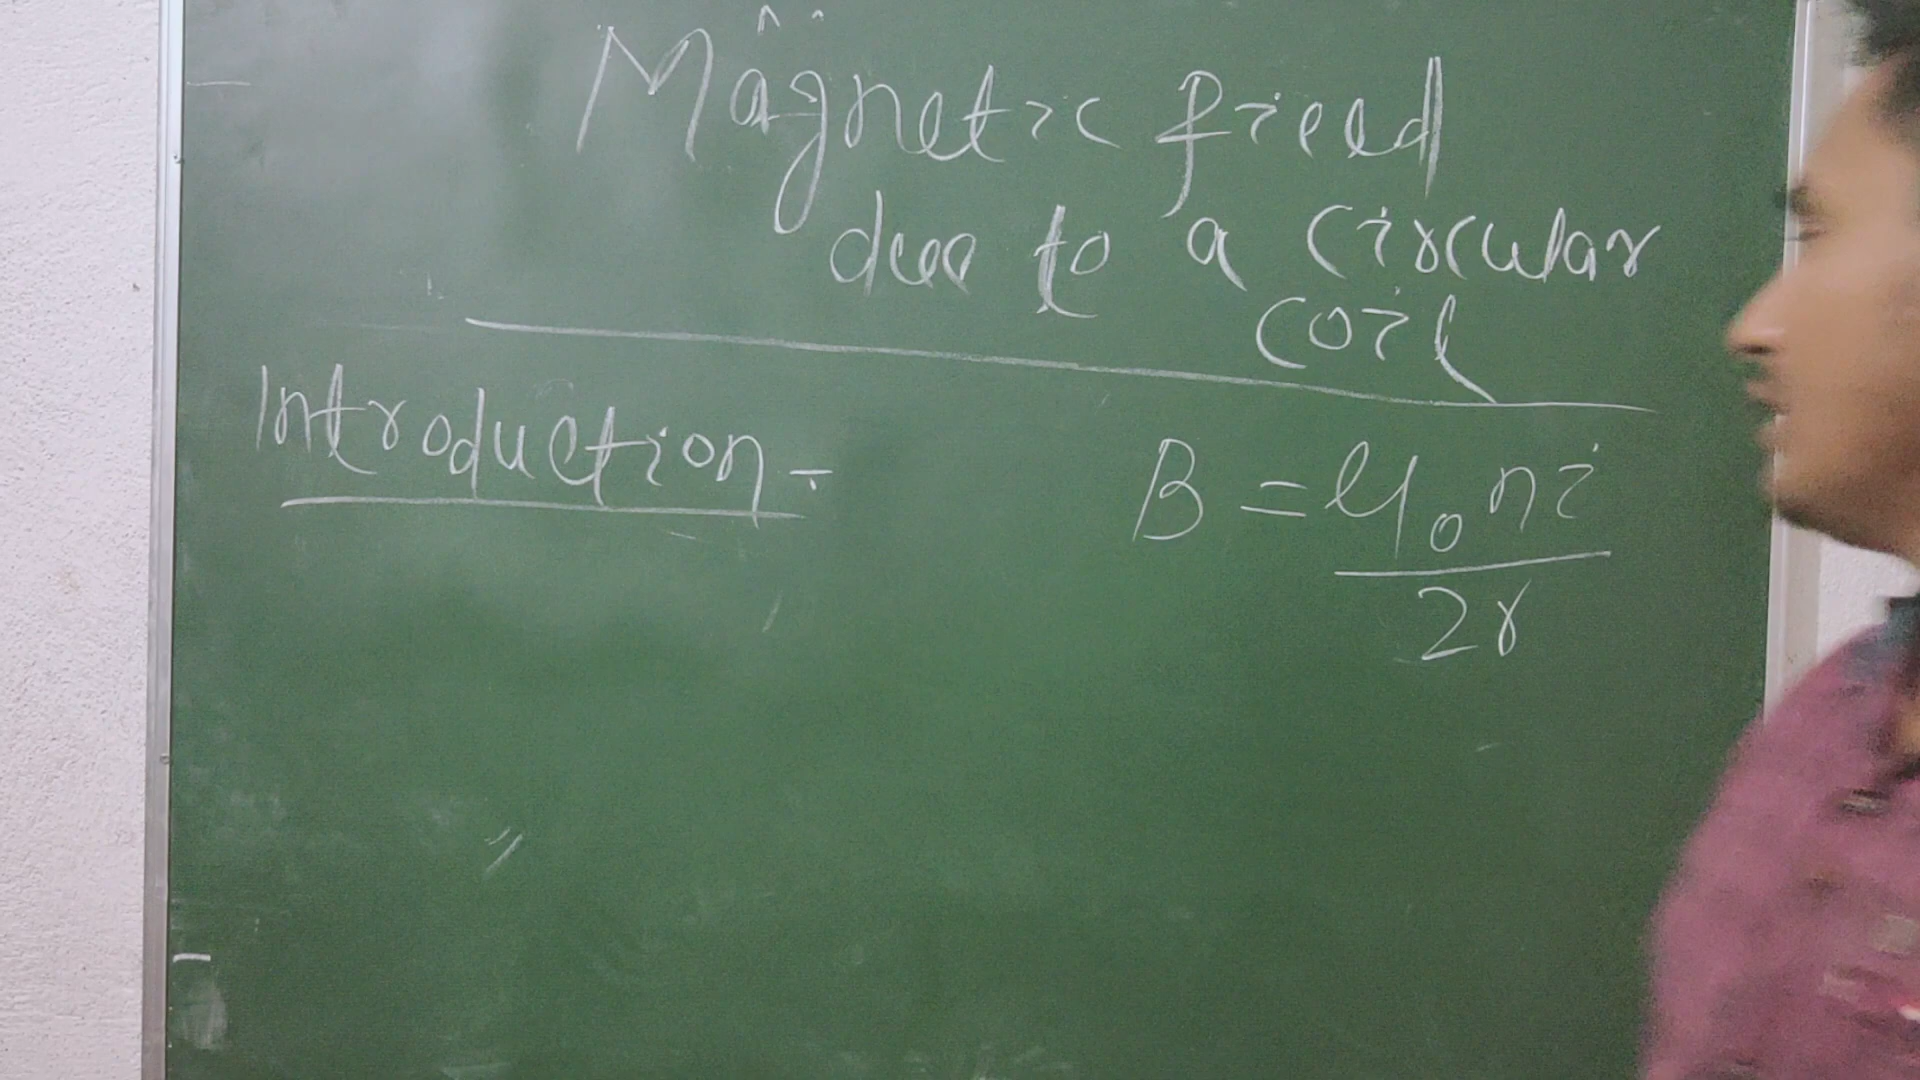 Magnetic field
due to a circular
coil
Introduction -
B = μ₀ni / 2r